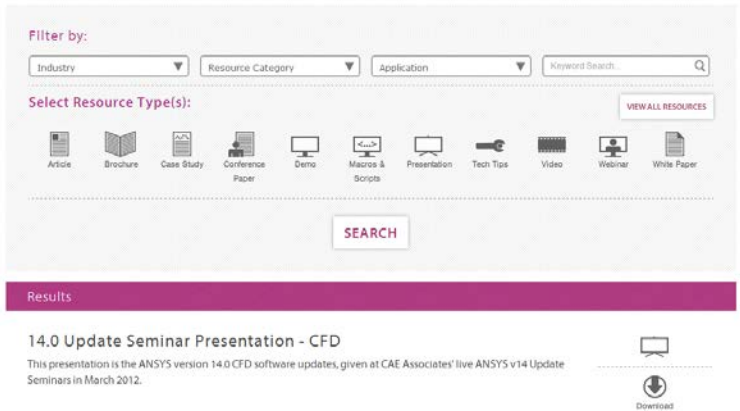 Filter by:
Industry Resource Category Application Keyword Search...
Select Resource Type(s): VIEW ALL RESOURCES
Article Brochure Case Study Conference Paper Demo Macros & Scripts Presentation Tech Tips Video Webinar White Paper
SEARCH
Results
14.0 Update Seminar Presentation - CFD
This presentation is the ANSYS version 14.0 CFD software updates, given at CAE Associates' live ANSYS v14 Update
Seminars in March 2012.
Download